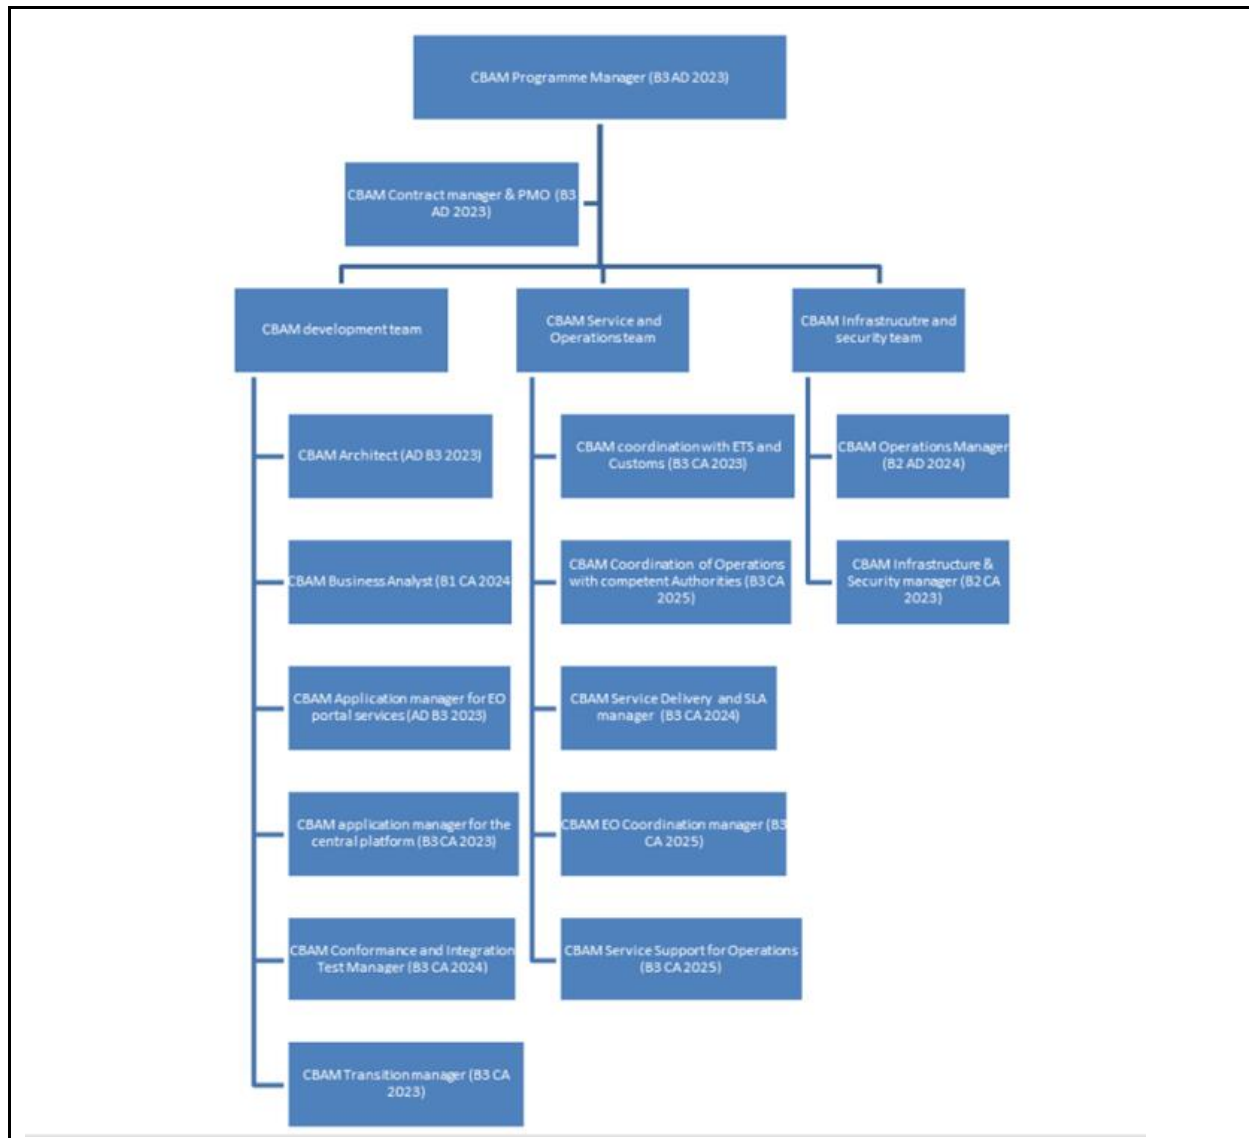 CBAM Programme Manager (B3 AD 2023)
CBAM Contract manager & PMO (B3
AD 2023)
CBAM development team
CBAM Service and
Operations team
CBAM Infrastrucutre and
security team
CBAM Architect (AD B3 2023)
CBAM Business Analyst (B1 CA 2024
CBAM Application manager for EO
portal services (AD B3 2023)
CBAM application manager for the
central platform (B3 CA 2023)
CBAM Conformance and Integration
Test Manager (B3 CA 2024)
CBAM Transition manager (B3 CA
2023)
CBAM coordination with ETS and
Customs (B3 CA 2023)
CBAM Coordination of Operations
with competent Authorities (B3 CA
2025)
CBAM Service Delivery and SLA
manager (B3 CA 2024)
CBAM EO Coordination manager (B3
CA 2025)
CBAM Service Support for Operations
(B3 CA 2025)
CBAM Operations Manager
(B2 AD 2024)
CBAM Infrastructure &
Security manager (B2 CA
2023)